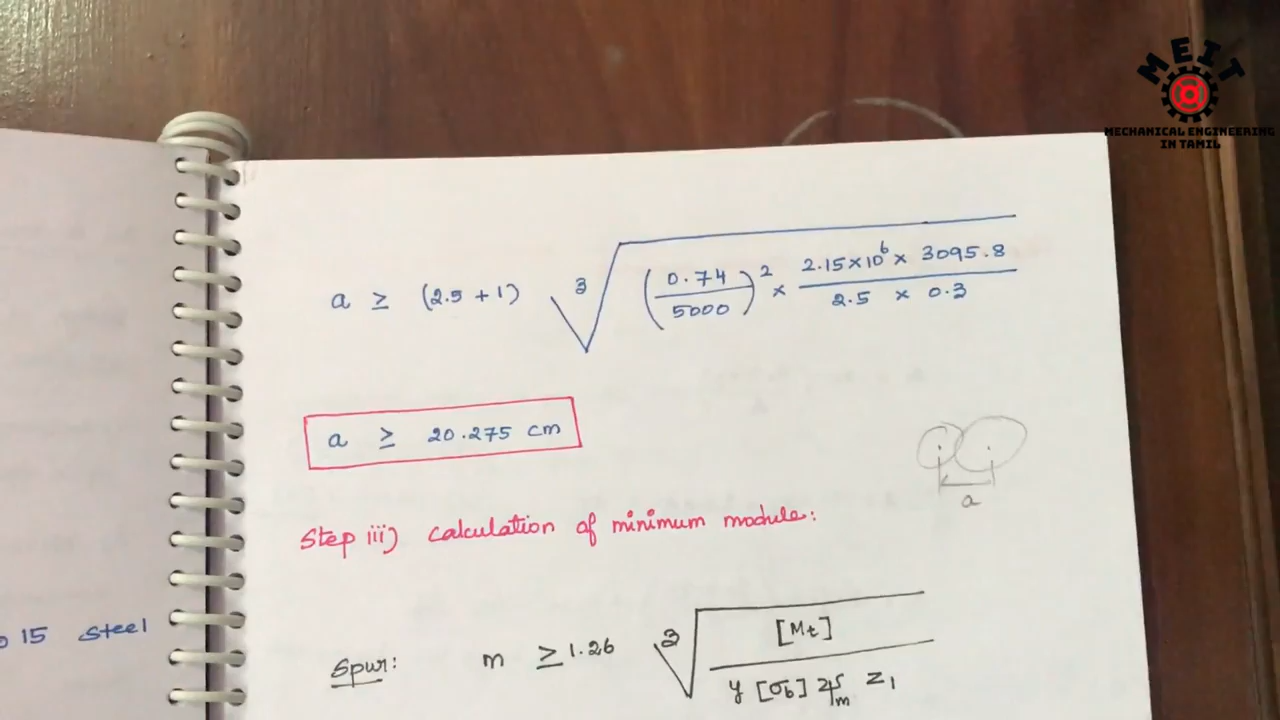 MEIT
MECHANICAL ENGINEERING
IN TAMIL
a ≥ (2.5 + 1) ∛((0.74/5000)² × (2.15×10⁶ × 3095.8)/(2.5 × 0.3))
a ≥ 20.275 cm
a
Step iii) calculation of minimum module:
15 Steel
Spur: m ≥ 1.26 ∛([Mt]/(y [σb] ψm Z1))